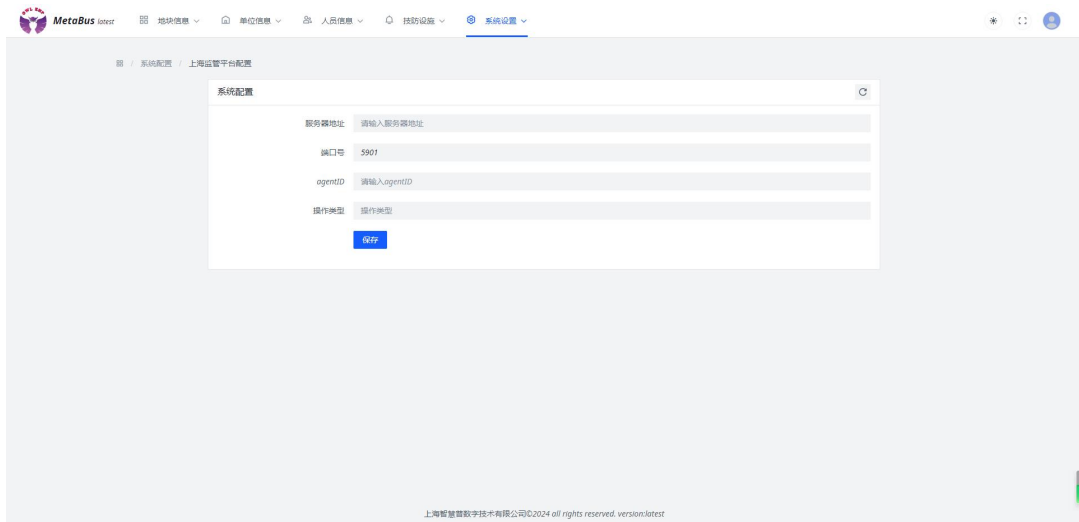 OWL BUS
MetaBus latest 地块信息 单位信息 人员信息 技防设施 系统设置
/ 系统配置 / 上海监管平台配置
系统配置
服务器地址 请输入服务器地址
端口号 5901
agentID 请输入agentID
操作类型 操作类型
保存
上海智慧酋数字技术有限公司©2024 all rights reserved. version:latest